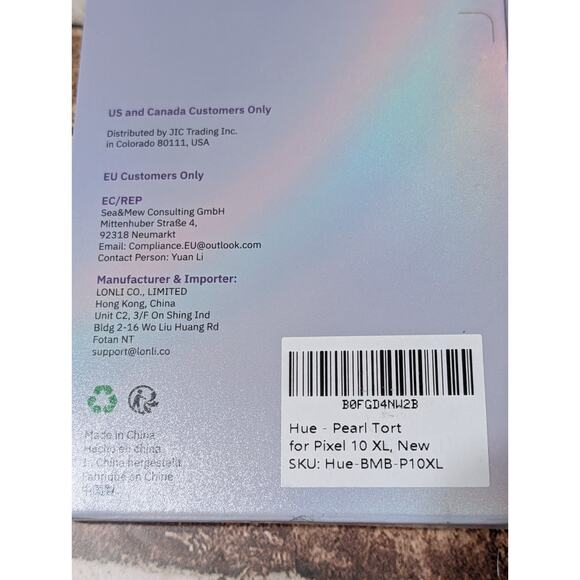 US and Canada Customers Only
Distributed by JIC Trading Inc.
in Colorado 80111, USA
EU Customers Only
EC/REP
Sea&Mew Consulting GmbH
Mittenhuber Straße 4,
92318 Neumarkt
Email: Compliance.EU@outlook.com
Contact Person: Yuan Li
Manufacturer & Importer:
LONLI CO., LIMITED
Hong Kong, China
Unit C2, 3/F On Shing Ind
Bldg 2-16 Wo Liu Huang Rd
Fotan NT
support@lonli.co
Made in China
Hecho en china
In China hergestellt
Fabriqué en Chine
B0FGD4NW2B
Hue - Pearl Tort
for Pixel 10 XL, New
SKU: Hue-BMB-P10XL